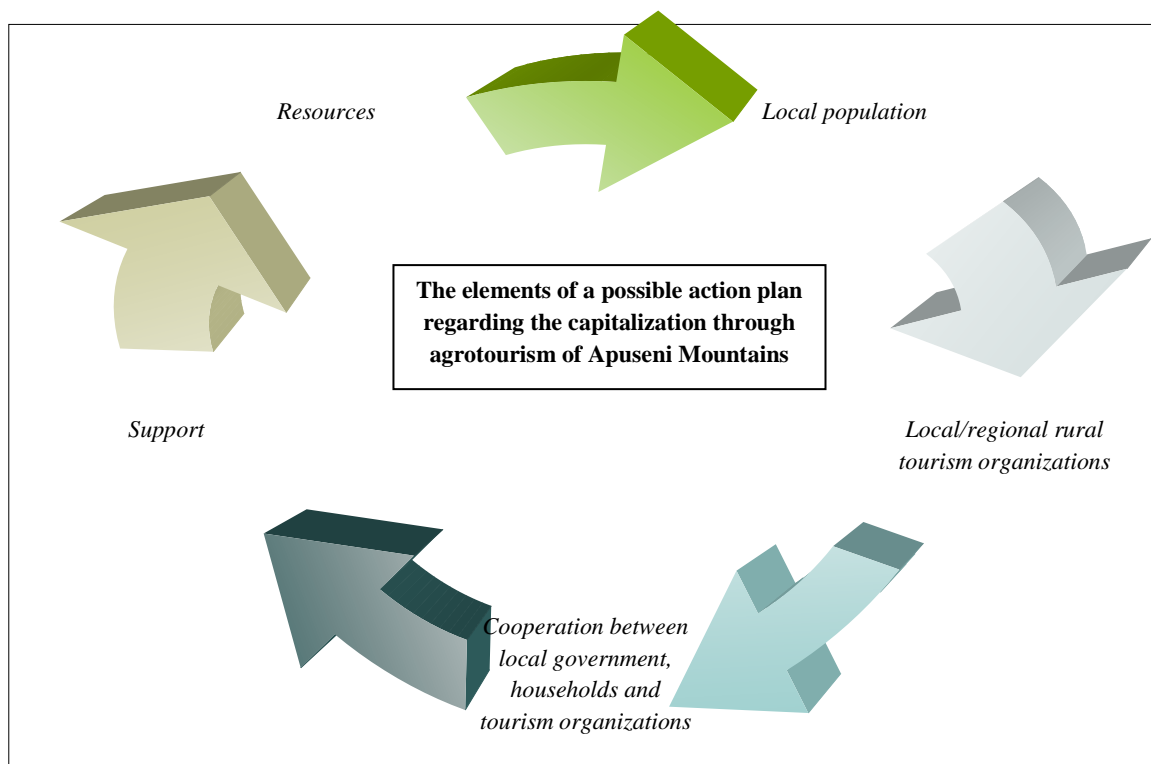 Resources
Local population
The elements of a possible action plan
regarding the capitalization through
agrotourism of Apuseni Mountains
Support
Local/regional rural
tourism organizations
Cooperation between
local government,
households and
tourism organizations